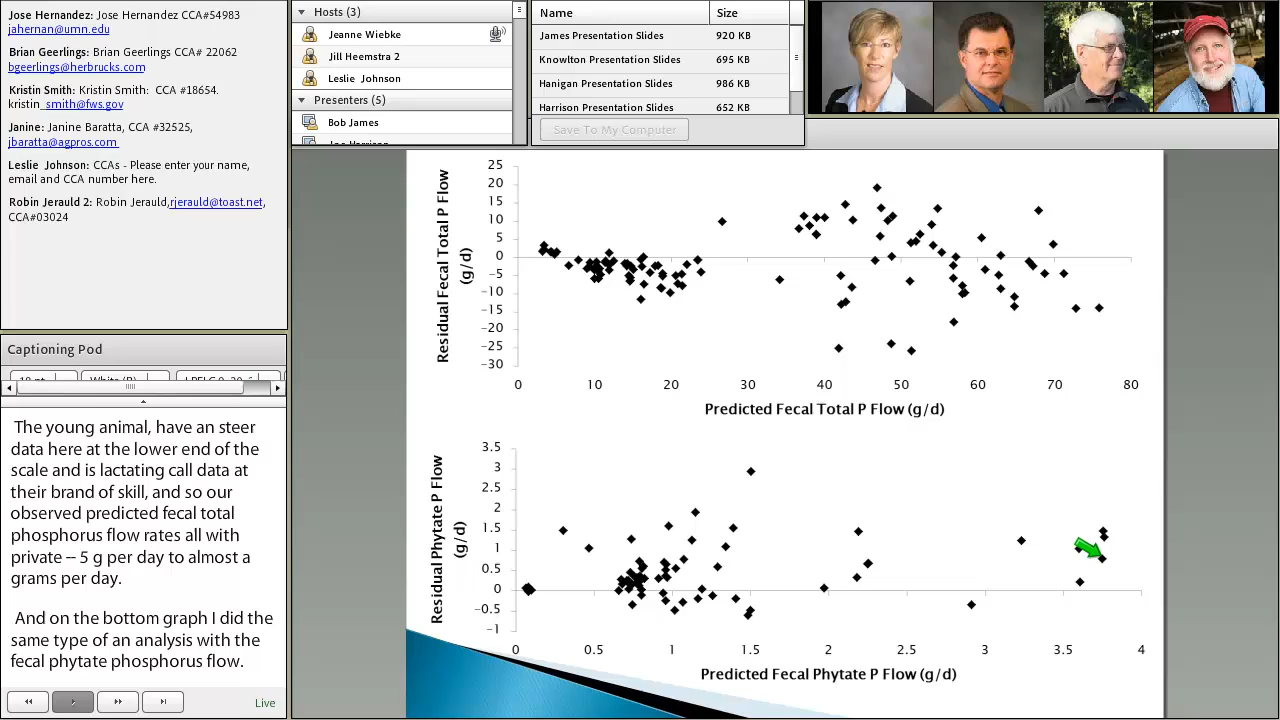 Jose Hernandez: Jose Hernandez CCA#54983
jahernan@umn.edu
Brian Geerlings: Brian Geerlings CCA# 22062
bgeerlings@herbrucks.com
Kristin Smith: Kristin Smith: CCA #18654.
kristin_smith@fws.gov
Janine: Janine Baratta, CCA #32525,
jbaratta@agpros.com
Leslie Johnson: CCAs - Please enter your name,
email and CCA number here.
Robin Jerauld 2: Robin Jerauld,rjerauld@toast.net,
CCA#03024
Hosts (3)
Jeanne Wiebke
Jill Heemstra 2
Leslie Johnson
Presenters (5)
Bob James
Name Size
James Presentation Slides 920 KB
Knowlton Presentation Slides 695 KB
Hanigan Presentation Slides 986 KB
Harrison Presentation Slides 652 KB
Save To My Computer
Captioning Pod
The young animal, have an steer
data here at the lower end of the
scale and is lactating call data at
their brand of skill, and so our
observed predicted fecal total
phosphorus flow rates all with
private -- 5 g per day to almost a
grams per day.
And on the bottom graph I did the
same type of an analysis with the
fecal phytate phosphorus flow.
Live
Residual Fecal Total P Flow
(g/d)
25
20
15
10
5
0
-5
-10
-15
-20
-25
-30
0 10 20 30 40 50 60 70 80
Predicted Fecal Total P Flow (g/d)
Residual Phytate P Flow
(g/d)
3.5
3
2.5
2
1.5
1
0.5
0
-0.5
-1
0 0.5 1 1.5 2 2.5 3 3.5 4
Predicted Fecal Phytate P Flow (g/d)